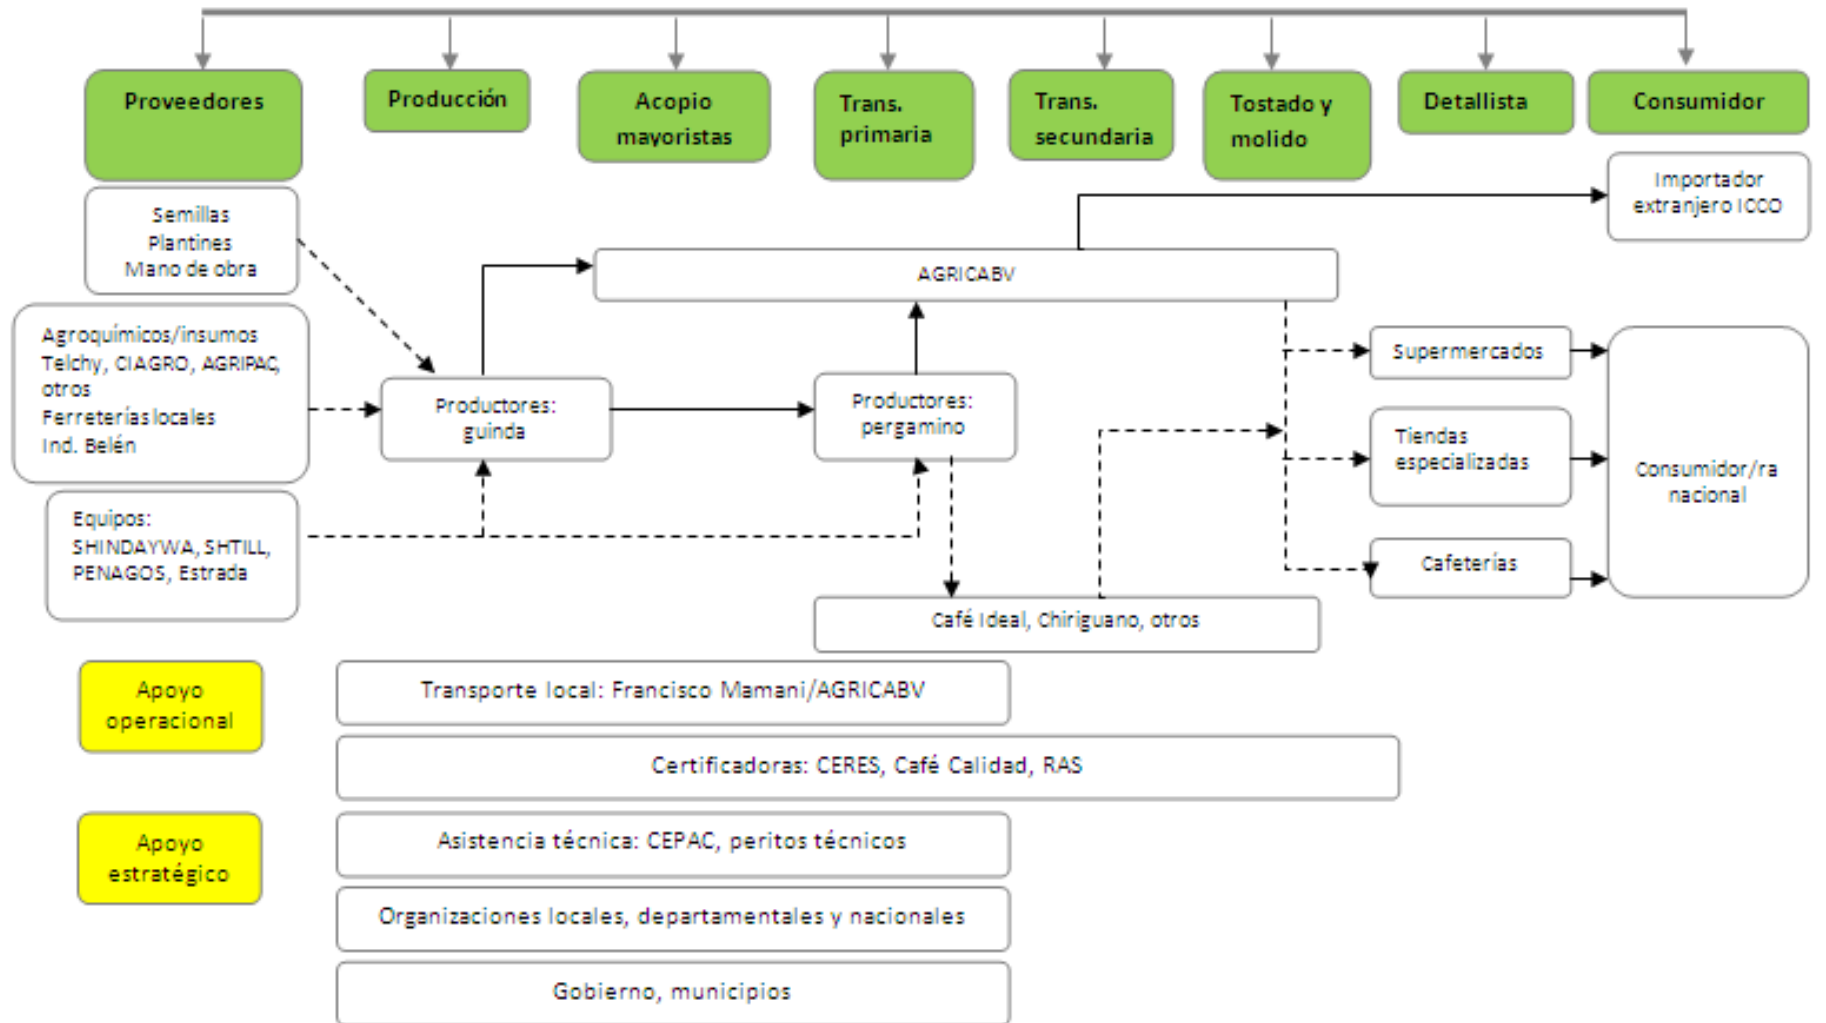 Proveedores
Producción
Acopio
mayoristas
Trans.
primaria
Trans.
secundaria
Tostado y
molido
Detallista
Consumidor
Semillas
Plantines
Mano de obra
Importador
extranjero ICCO
AGRICABV
Agroquímicos/insumos
Telchy, CIAGRO, AGRIPAC,
otros
Ferreterías locales
Ind. Belén
Productores:
guinda
Productores:
pergamino
Supermercados
Tiendas
especializadas
Cafeterías
Consumidor/ra
nacional
Equipos:
SHINDAYWA, SHTILL,
PENAGOS, Estrada
Café Ideal, Chiriguano, otros
Apoyo
operacional
Transporte local: Francisco Mamani/AGRICABV
Certificadoras: CERES, Café Calidad, RAS
Apoyo
estratégico
Asistencia técnica: CEPAC, peritos técnicos
Organizaciones locales, departamentales y nacionales
Gobierno, municipios